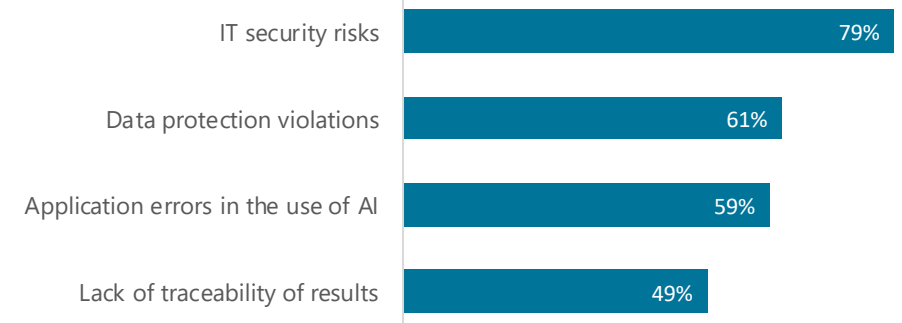 IT security risks 79%
Data protection violations 61%
Application errors in the use of AI 59%
Lack of traceability of results 49%